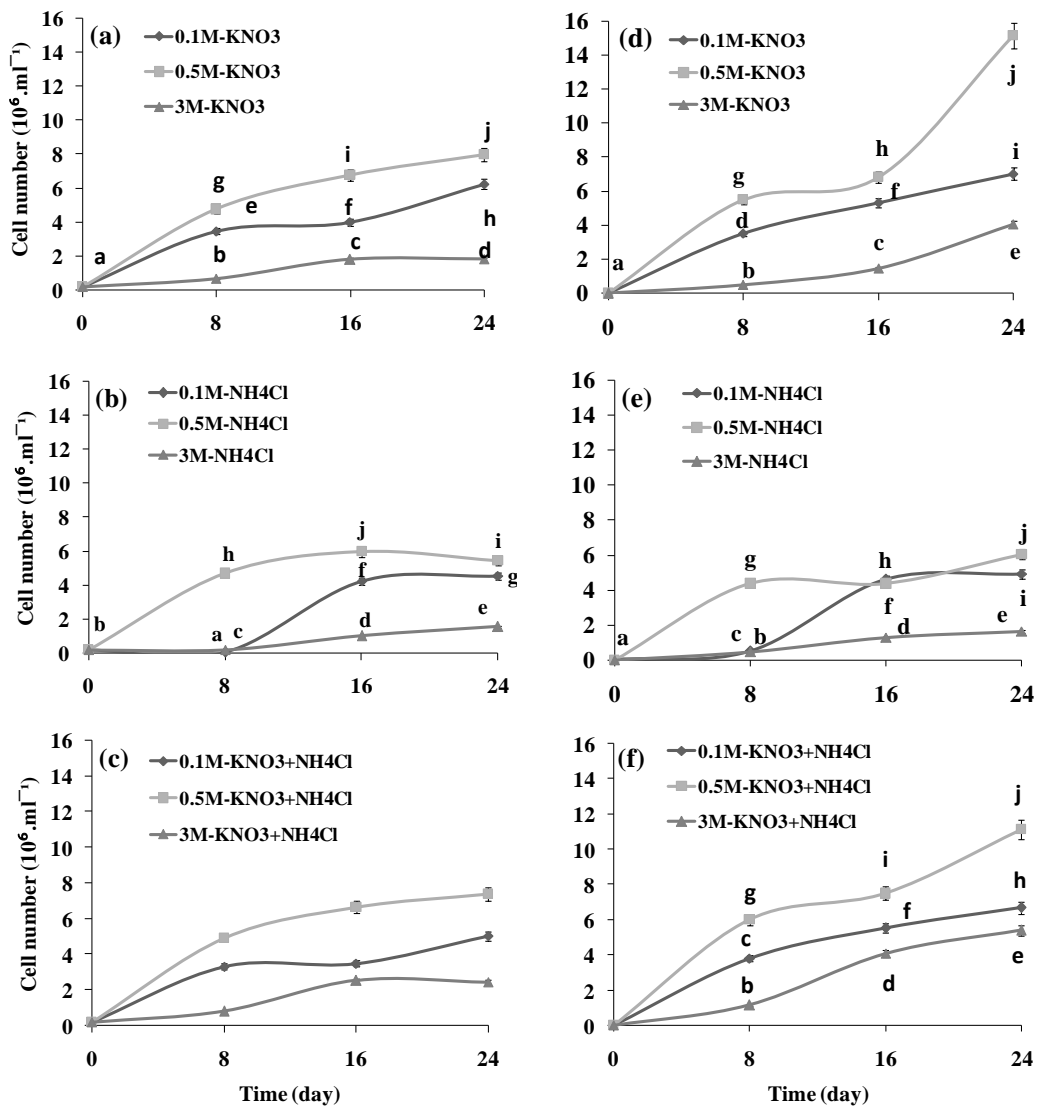 Cell number (10⁶.ml¯¹)
(a)
0.1M-KNO3
0.5M-KNO3
3M-KNO3
16
14
12
10
8
6
4
2
0
a
g
e
b
i
f
c
j
h
d
0
8
16
24
(d)
0.1M-KNO3
0.5M-KNO3
3M-KNO3
16
14
12
10
8
6
4
2
0
a
g
d
b
h
f
c
j
i
e
0
8
16
24
Cell number (10⁶.ml¯¹)
(b)
0.1M-NH4Cl
0.5M-NH4Cl
3M-NH4Cl
16
14
12
10
8
6
4
2
0
b
h
a
c
j
f
d
i
g
e
0
8
16
24
(e)
0.1M-NH4Cl
0.5M-NH4Cl
3M-NH4Cl
16
14
12
10
8
6
4
2
0
a
g
c
b
h
f
d
j
i
e
0
8
16
24
Cell number (10⁶.ml¯¹)
(c)
0.1M-KNO3+NH4Cl
0.5M-KNO3+NH4Cl
3M-KNO3+NH4Cl
16
14
12
10
8
6
4
2
0
0
8
16
24
Time (day)
(f)
0.1M-KNO3+NH4Cl
0.5M-KNO3+NH4Cl
3M-KNO3+NH4Cl
16
14
12
10
8
6
4
2
0
g
c
b
i
f
d
j
h
e
0
8
16
24
Time (day)